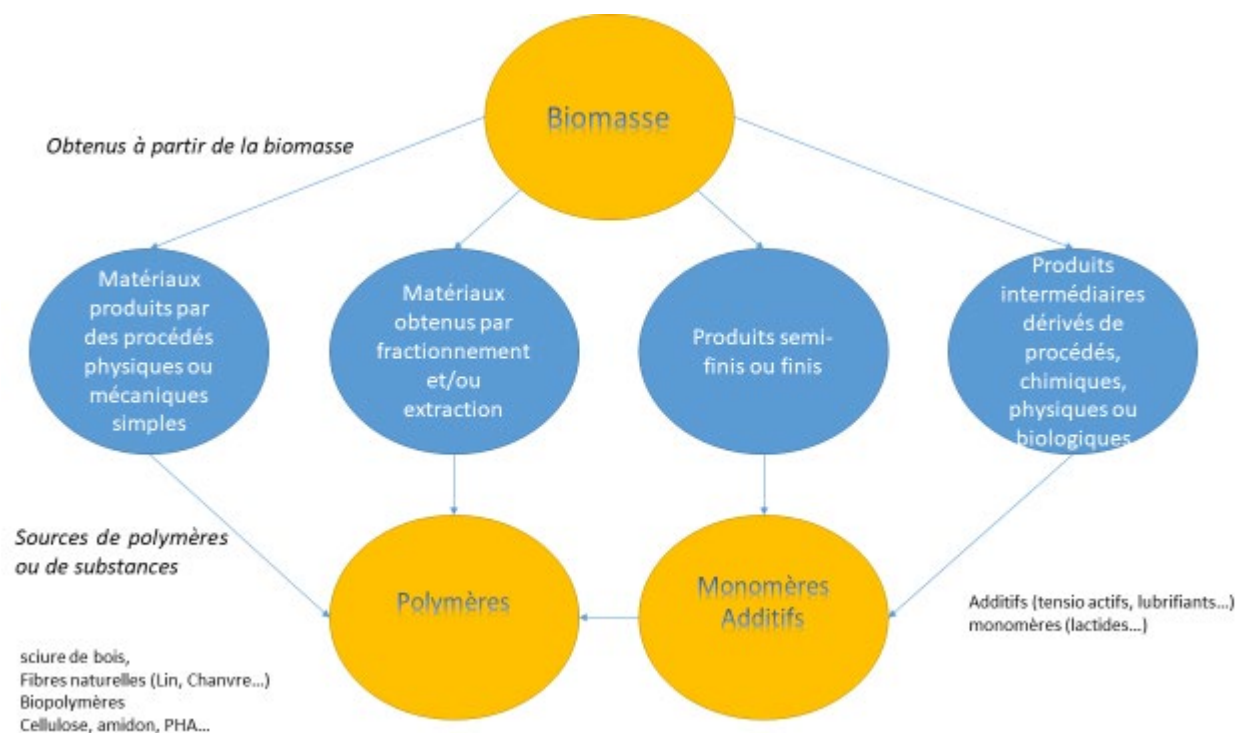 Biomasse
Obtenus à partir de la biomasse
Matériaux
produits par
des procédés
physiques ou
mécaniques
simples
Matériaux
obtenus par
fractionnement
et/ou
extraction
Produits semi-
finis ou finis
Produits
intermédiaires
dérivés de
procédés,
chimiques,
physiques ou
biologiques
Sources de polymères
ou de substances
Polymères
Monomères
Additifs
Additifs (tensio actifs, lubrifiants...)
monomères (lactides...)
sciure de bois,
Fibres naturelles (Lin, Chanvre...)
Biopolymères
Cellulose, amidon, PHA...